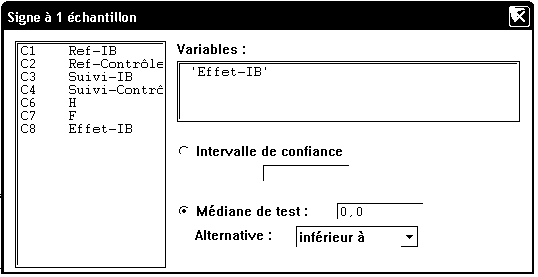 Signe à 1 échantillon
C1 Ref-IB
C2 Ref-Contrôle
C3 Suivi-IB
C4 Suivi-Contrô
C6 H
C7 F
C8 Effet-IB
Variables :
'Effet-IB'
Intervalle de confiance
Médiane de test : 0,0
Alternative : inférieur à